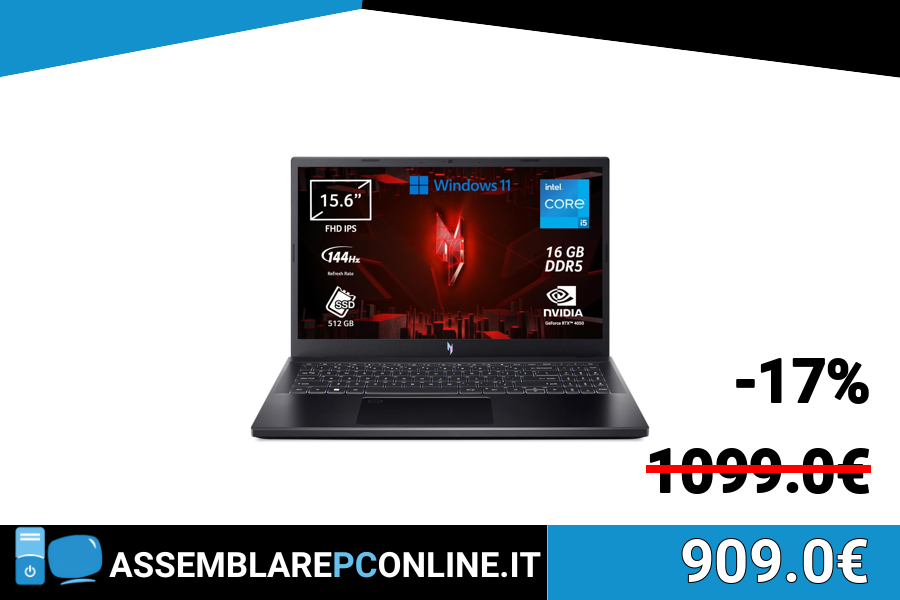 Windows 11
15.6”
FHD IPS
144Hz
Refresh Rate
SSD
512 GB
intel.
CORE
i5
16 GB
DDR5
NVIDIA
GeForce RTX™ 4050
-17%
1099.0€
ASSEMBLAREPCONLINE.IT
909.0€